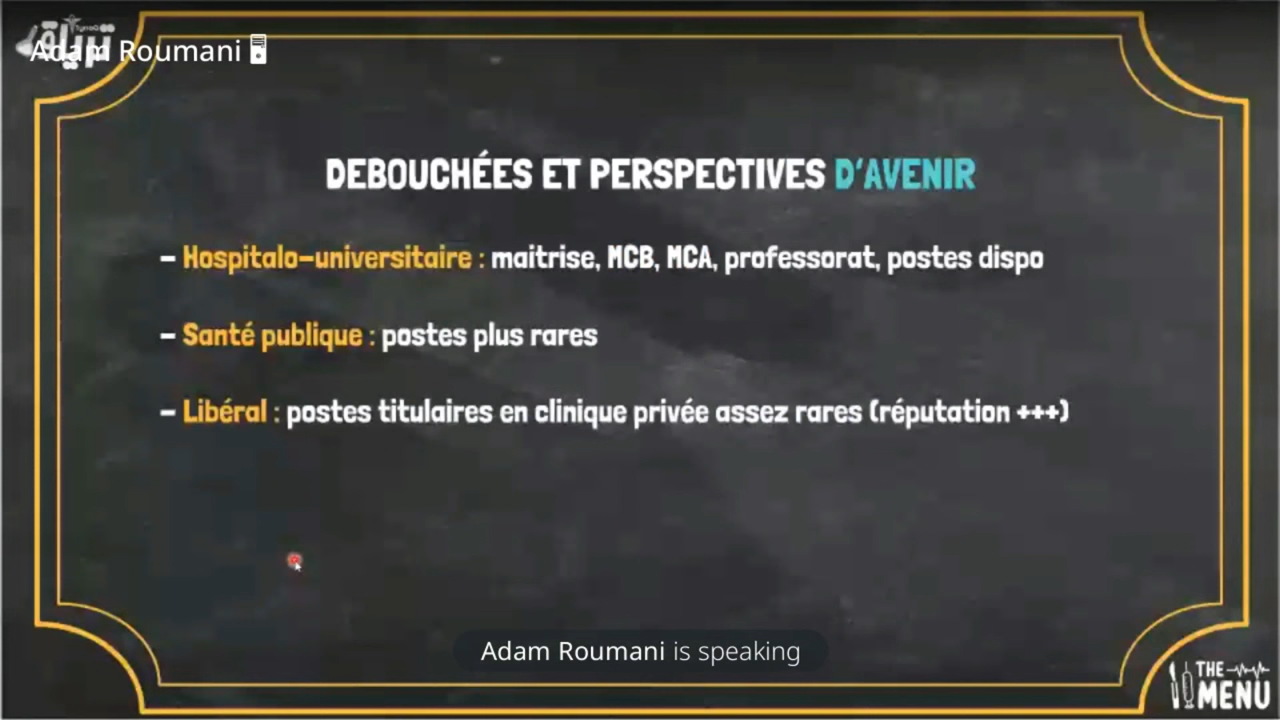 ترياق
Adam Roumani
DEBOUCHÉES ET PERSPECTIVES D'AVENIR
- Hospitalo-universitaire : maitrise, MCB, MCA, professorat, postes dispo
- Santé publique : postes plus rares
- Libéral : postes titulaires en clinique privée assez rares (réputation +++)
Adam Roumani is speaking
THE
MENU